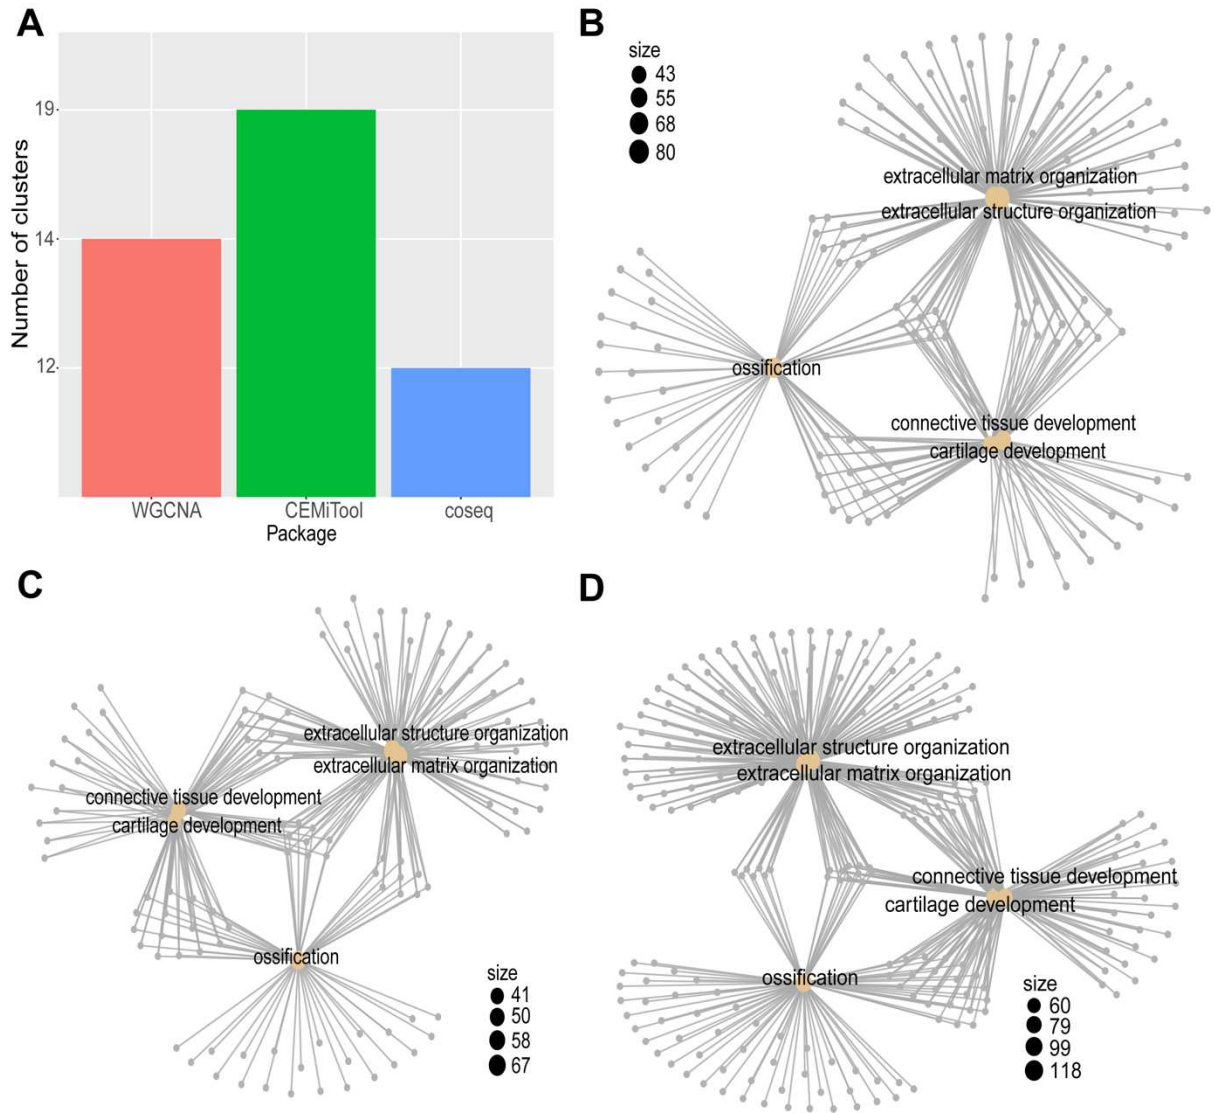 A
Number of clusters
19
14
12
WGCNA CEMiTool coseq
Package
B
size
43
55
68
80
extracellular matrix organization
extracellular structure organization
ossification
connective tissue development
cartilage development
C
extracellular structure organization
extracellular matrix organization
connective tissue development
cartilage development
ossification
size
41
50
58
67
D
extracellular structure organization
extracellular matrix organization
connective tissue development
cartilage development
ossification
size
60
79
99
118